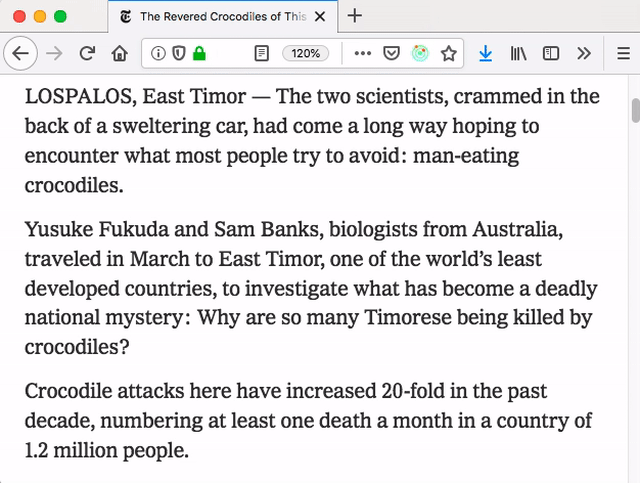 The Revered Crocodiles of This
120%
LOSPALOS, East Timor — The two scientists, crammed in the
back of a sweltering car, had come a long way hoping to
encounter what most people try to avoid: man-eating
crocodiles.
Yusuke Fukuda and Sam Banks, biologists from Australia,
traveled in March to East Timor, one of the world’s least
developed countries, to investigate what has become a deadly
national mystery: Why are so many Timorese being killed by
crocodiles?
Crocodile attacks here have increased 20-fold in the past
decade, numbering at least one death a month in a country of
1.2 million people.